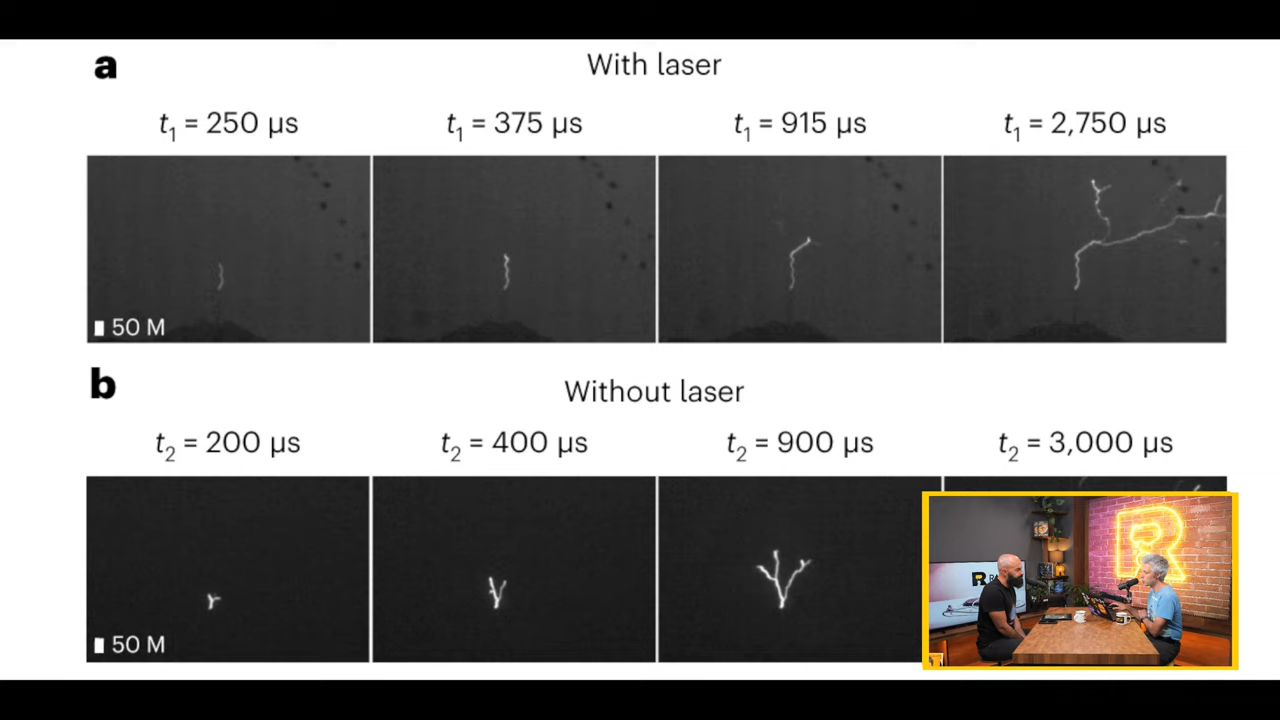 a
With laser
t₁ = 250 µs
t₁ = 375 µs
t₁ = 915 µs
t₁ = 2,750 µs
50 M
b
Without laser
t₂ = 200 µs
t₂ = 400 µs
t₂ = 900 µs
t₂ = 3,000 µs
50 M
R
R